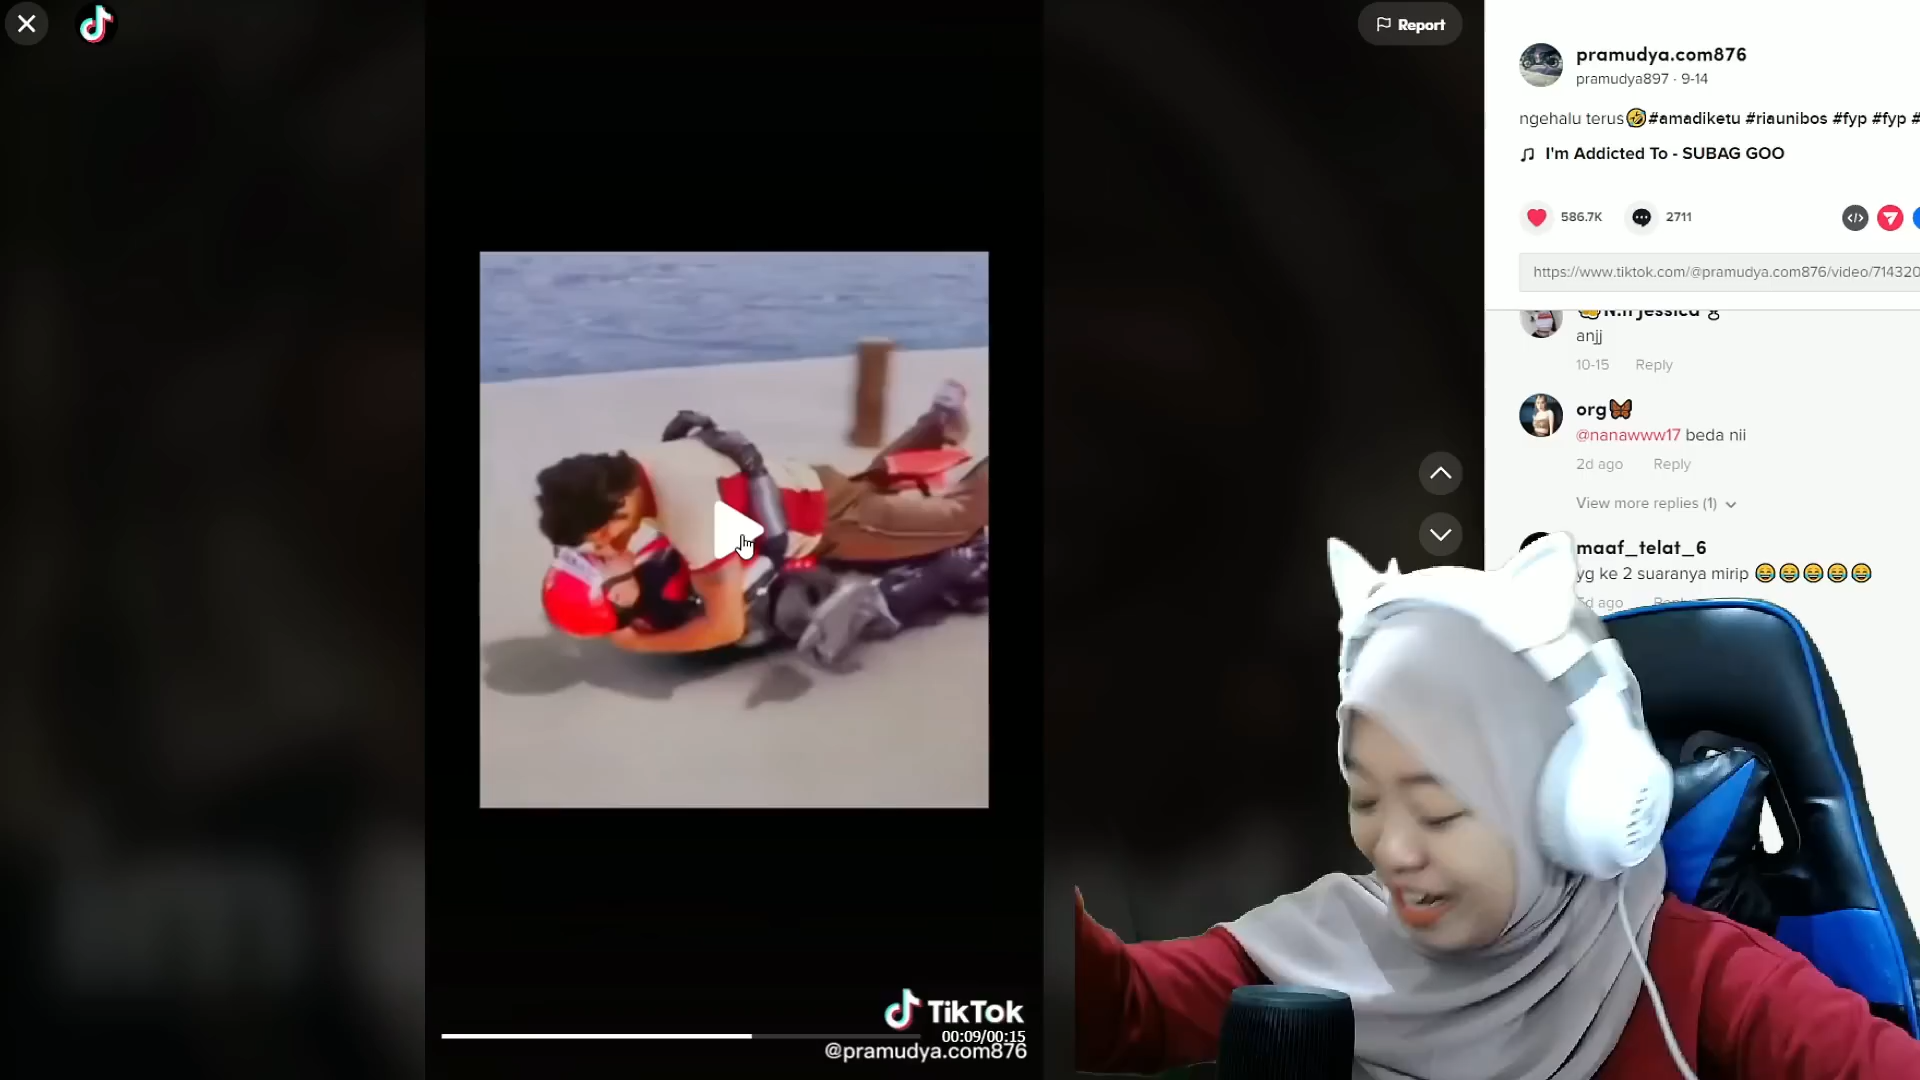 Report
pramudya.com876
pramudya897 · 9-14
ngehalu terus🤣#amadiketu #riaunibos #fyp #fyp #
I'm Addicted To - SUBAG GOO
586.7K
2711
https://www.tiktok.com/@pramudya.com876/video/714320
N.n Jessica
anjj
10-15 Reply
org🦋
@nanawww17 beda nii
2d ago Reply
View more replies (1)
maaf_telat_6
yg ke 2 suaranya mirip 😂😂😂😂😂
d ago
TikTok
00:09/00:15
@pramudya.com876